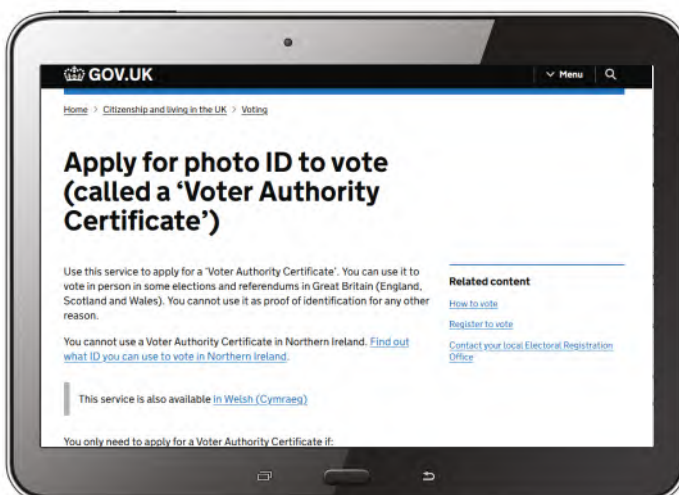 GOV.UK
Menu
Home > Citizenship and living in the UK > Voting
Apply for photo ID to vote
(called a ‘Voter Authority
Certificate’)
Use this service to apply for a ‘Voter Authority Certificate’. You can use it to
vote in person in some elections and referendums in Great Britain (England,
Scotland and Wales). You cannot use it as proof of identification for any other
reason.
You cannot use a Voter Authority Certificate in Northern Ireland. Find out
what ID you can use to vote in Northern Ireland.
This service is also available in Welsh (Cymraeg)
You only need to apply for a Voter Authority Certificate if:
Related content
How to vote
Register to vote
Contact your local Electoral Registration
Office